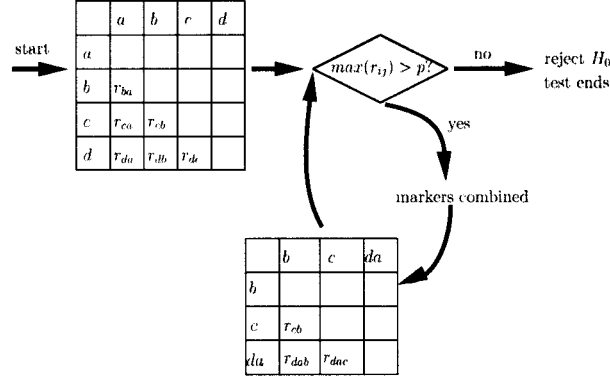 start
a b c d
a
b r_ba
c r_ca r_cb
d r_da r_db r_dc
max(r_ij) > p?
no
reject H_0
test ends
yes
markers combined
b c da
b
c r_cb
da r_dab r_dac